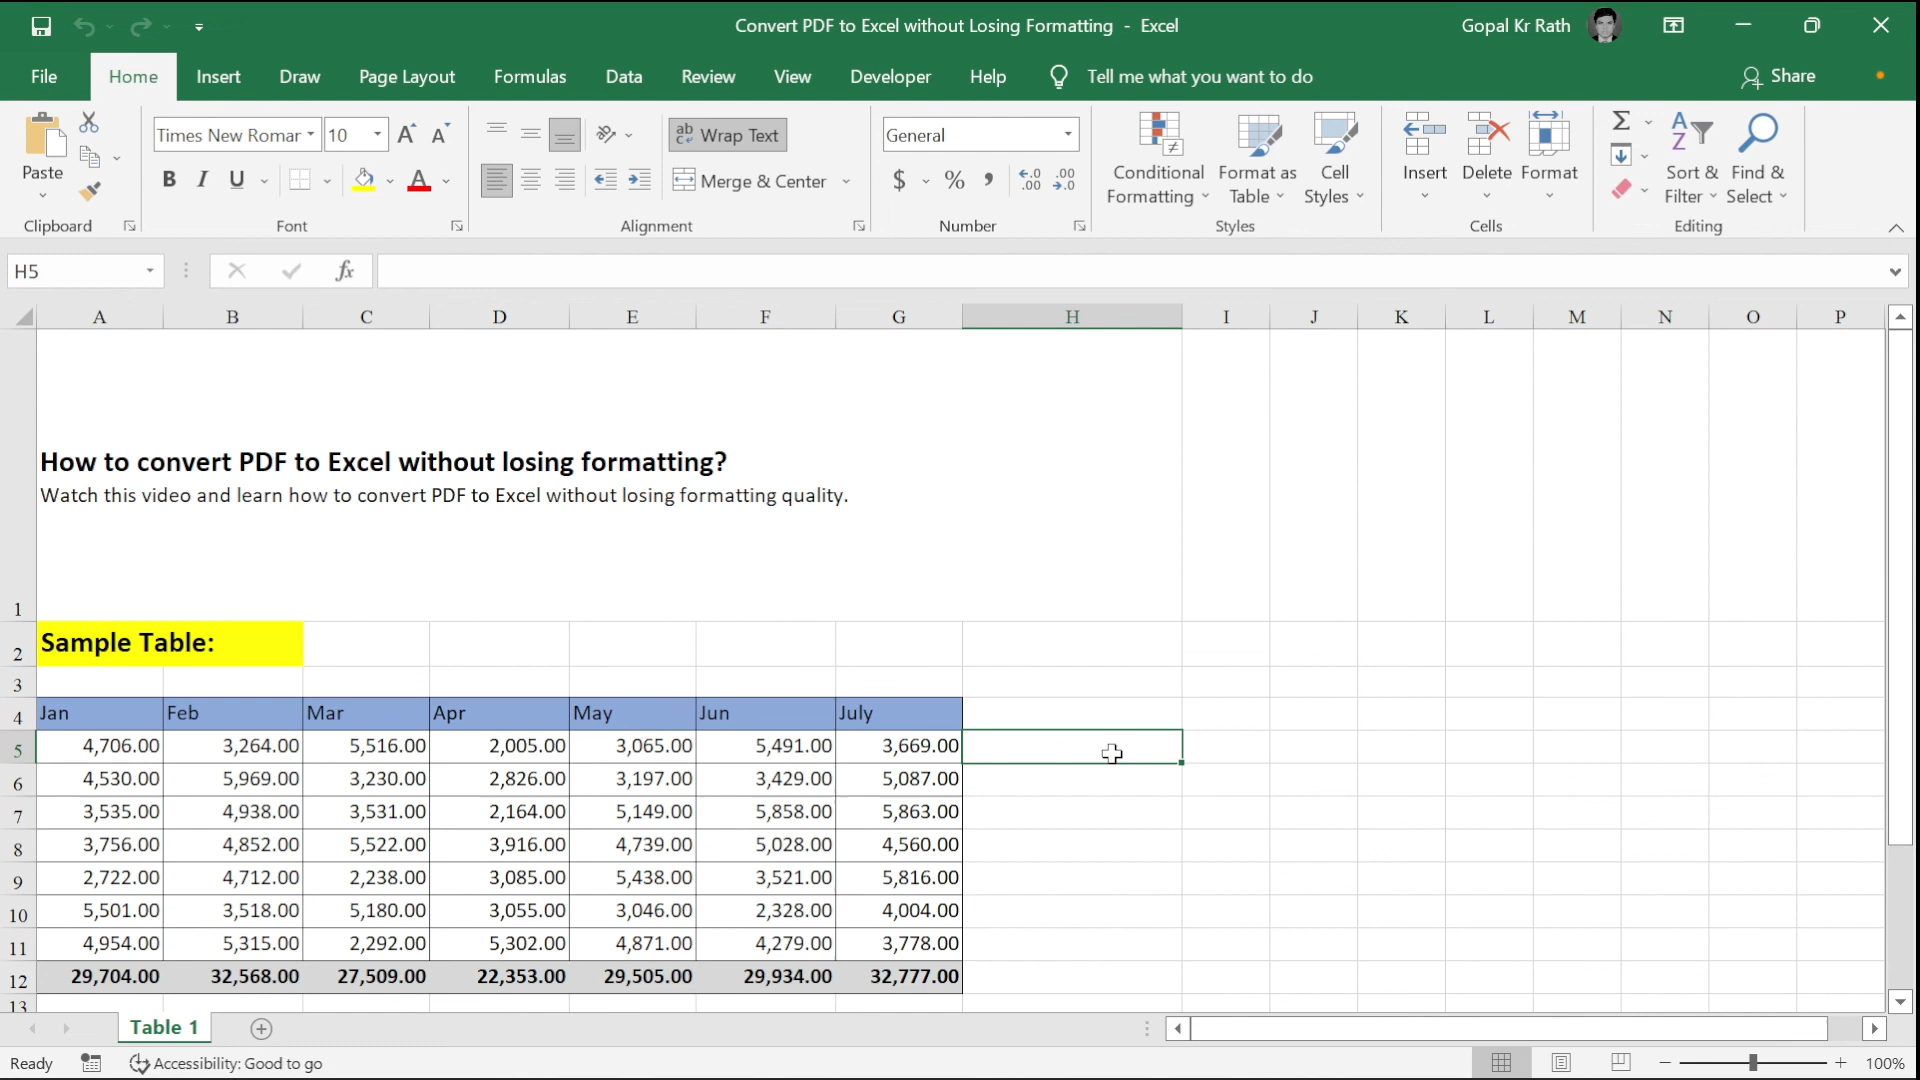 Convert PDF to Excel without Losing Formatting - Excel
Gopal Kr Rath
File Home Insert Draw Page Layout Formulas Data Review View Developer Help Tell me what you want to do Share
Times New Romar 10 ab Wrap Text General
Paste B I U A Merge & Center $ % Conditional Formatting Format as Table Cell Styles Insert Delete Format Sort & Filter Find & Select
Clipboard Font Alignment Number Styles Cells Editing
H5 fx
A B C D E F G H I J K L M N O P
How to convert PDF to Excel without losing formatting?
Watch this video and learn how to convert PDF to Excel without losing formatting quality.
1
2 Sample Table:
3
4 Jan Feb Mar Apr May Jun July
5 4,706.00 3,264.00 5,516.00 2,005.00 3,065.00 5,491.00 3,669.00
6 4,530.00 5,969.00 3,230.00 2,826.00 3,197.00 3,429.00 5,087.00
7 3,535.00 4,938.00 3,531.00 2,164.00 5,149.00 5,858.00 5,863.00
8 3,756.00 4,852.00 5,522.00 3,916.00 4,739.00 5,028.00 4,560.00
9 2,722.00 4,712.00 2,238.00 3,085.00 5,438.00 3,521.00 5,816.00
10 5,501.00 3,518.00 5,180.00 3,055.00 3,046.00 2,328.00 4,004.00
11 4,954.00 5,315.00 2,292.00 5,302.00 4,871.00 4,279.00 3,778.00
12 29,704.00 32,568.00 27,509.00 22,353.00 29,505.00 29,934.00 32,777.00
13
Table 1
Ready Accessibility: Good to go 100%